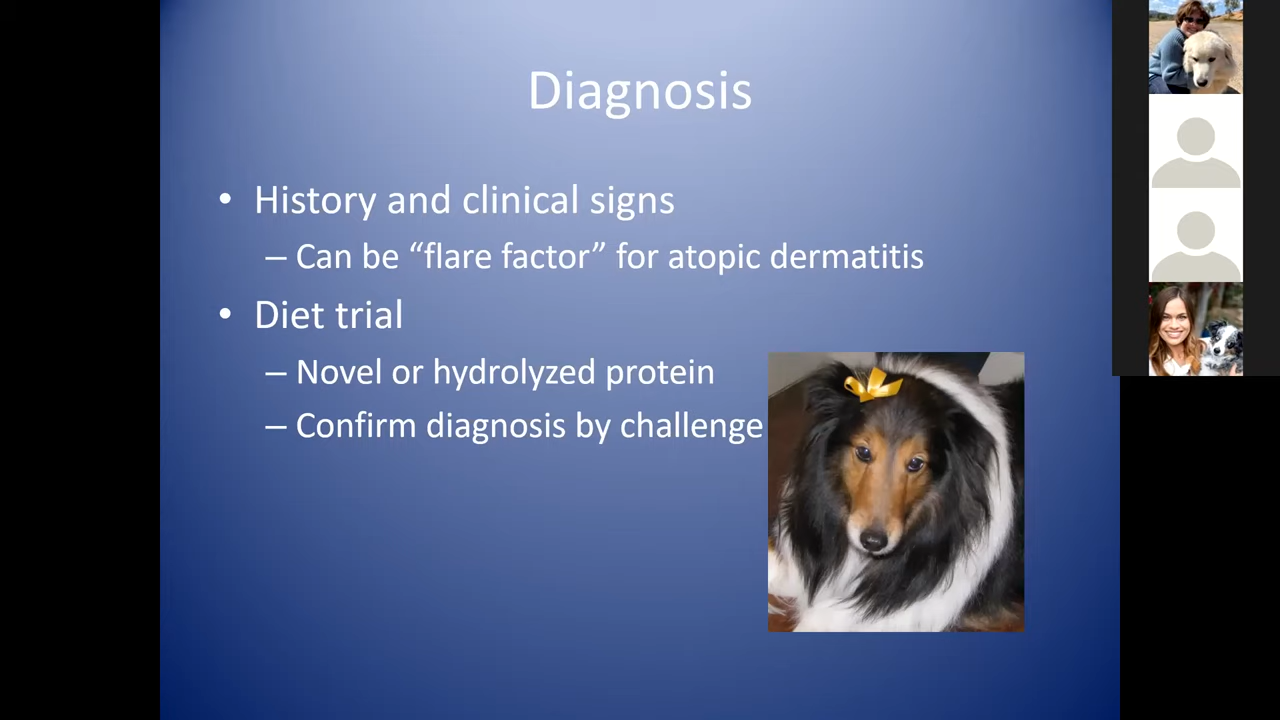 Diagnosis
• History and clinical signs
– Can be “flare factor” for atopic dermatitis
• Diet trial
– Novel or hydrolyzed protein
– Confirm diagnosis by challenge